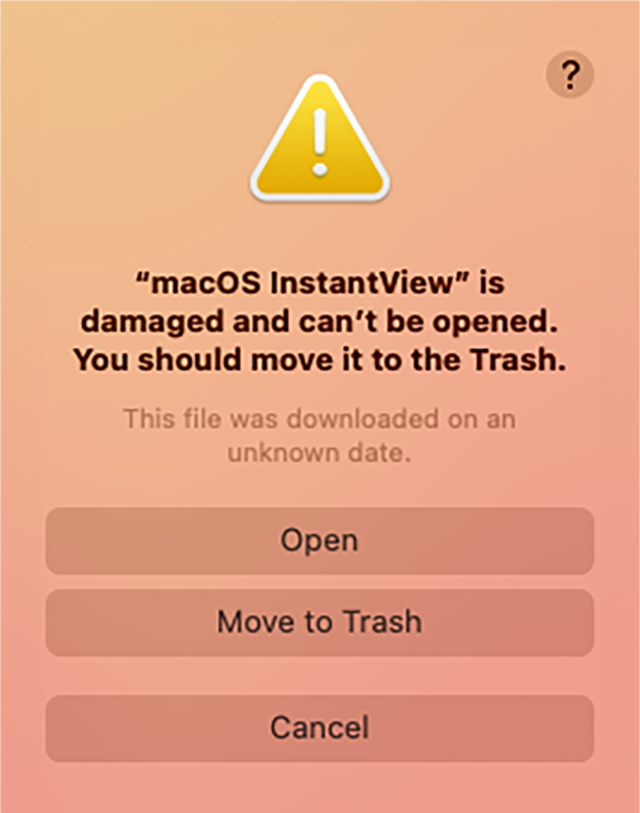 ?
“macOS InstantView” is
damaged and can’t be opened.
You should move it to the Trash.
This file was downloaded on an
unknown date.
Open
Move to Trash
Cancel